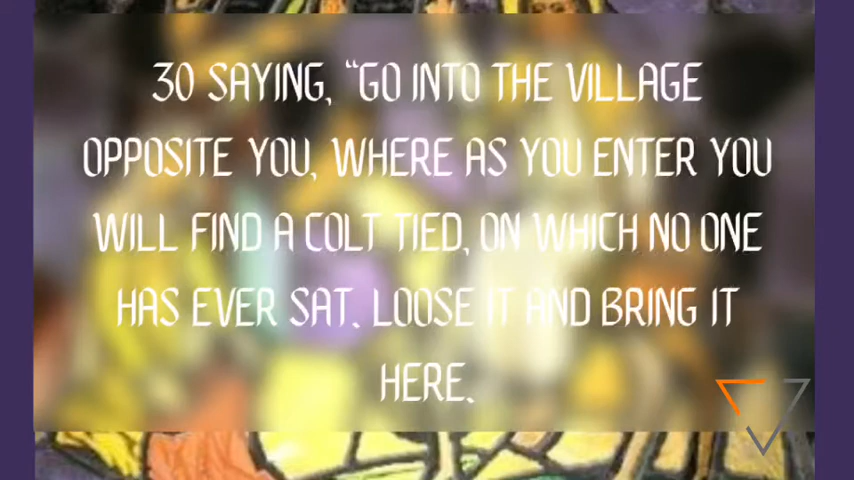 30 SAYING, “GO INTO THE VILLAGE
OPPOSITE YOU, WHERE AS YOU ENTER YOU
WILL FIND A COLT TIED, ON WHICH NO ONE
HAS EVER SAT. LOOSE IT AND BRING IT
HERE.